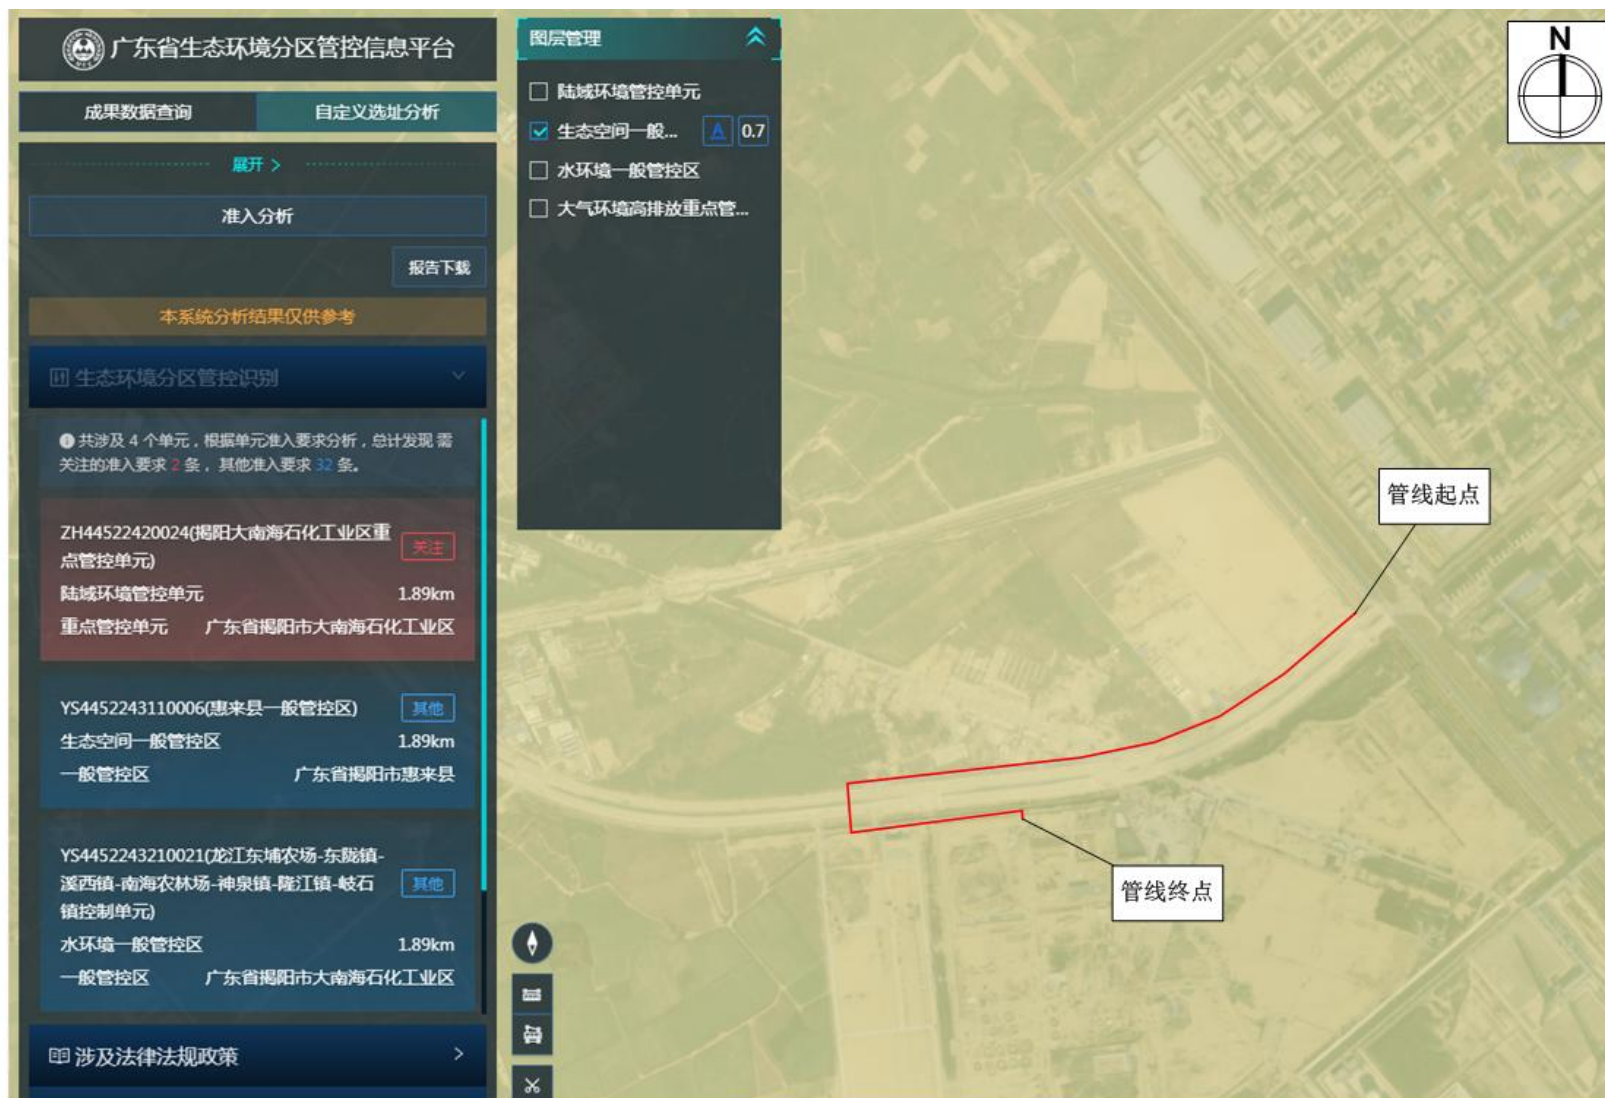 广东省生态环境分区管控信息平台
成果数据查询
自定义选址分析
展开 >
准入分析
报告下载
本系统分析结果仅供参考
生态环境分区管控识别
共涉及 4 个单元，根据单元准入要求分析，总计发现 需
关注的准入要求 2 条， 其他准入要求 32 条。
ZH44522420024(揭阳大南海石化工业区重
点管控单元)
关注
陆域环境管控单元 1.89km
重点管控单元 广东省揭阳市大南海石化工业区
YS4452243110006(惠来县一般管控区)
其他
生态空间一般管控区 1.89km
一般管控区 广东省揭阳市惠来县
YS4452243210021(龙江东埔农场-东陇镇-
溪西镇-南海农林场-神泉镇-隆江镇-岐石
镇控制单元)
其他
水环境一般管控区 1.89km
一般管控区 广东省揭阳市大南海石化工业区
涉及法律法规政策
图层管理
陆域环境管控单元
生态空间一般... A 0.7
水环境一般管控区
大气环境高排放重点管...
N
管线起点
管线终点